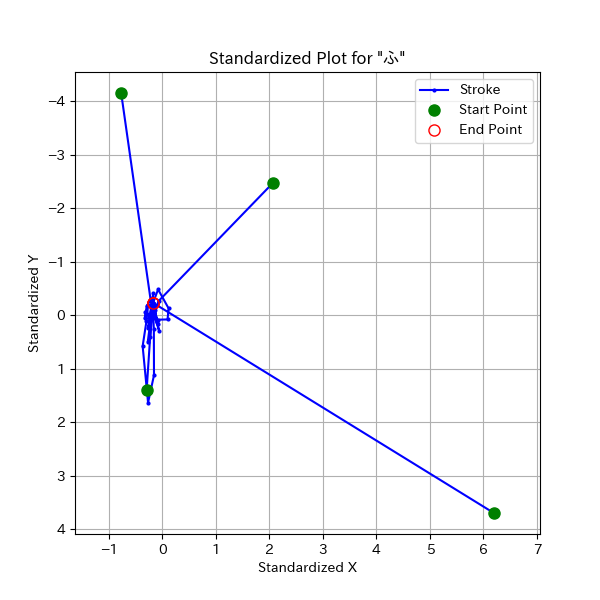 Standardized Plot for "ふ"
Stroke
Start Point
End Point
Standardized Y
−4
−3
−2
−1
0
1
2
3
4
−1 0 1 2 3 4 5 6 7
Standardized X